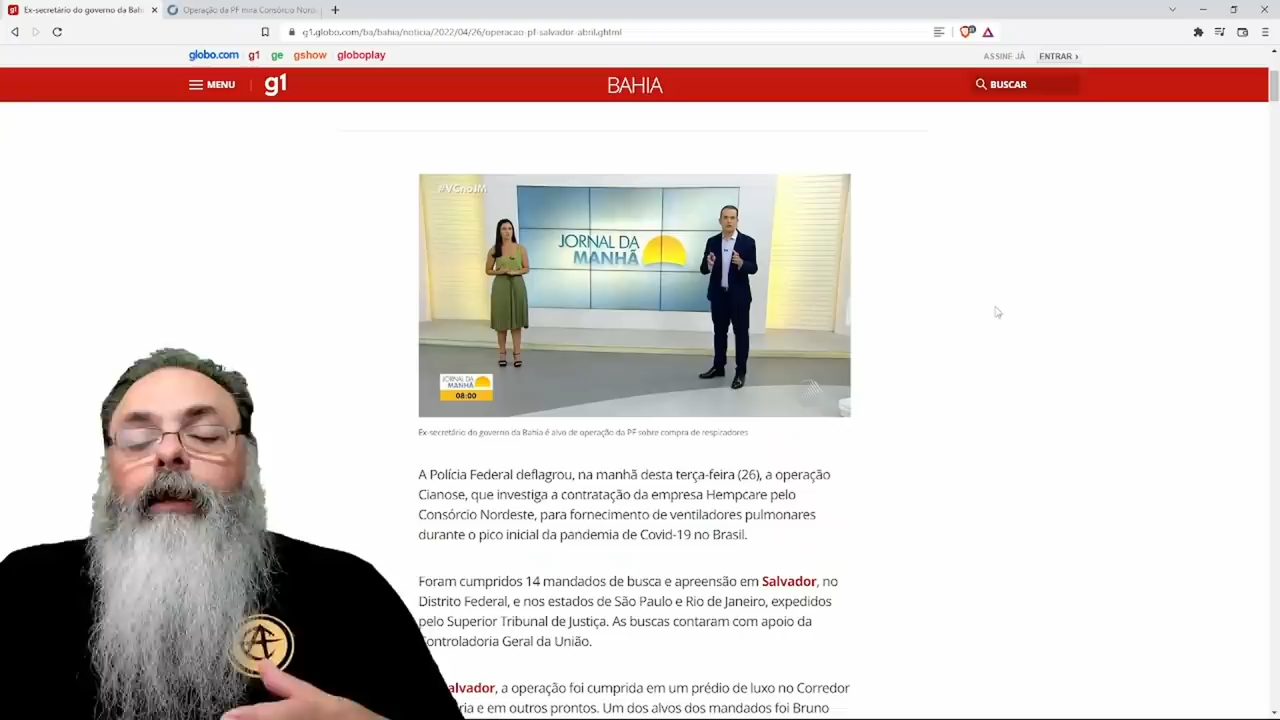 Ex-secretário do governo da Bahi
Operação da PF mira Consórcio Nord
g1.globo.com/ba/bahia/noticia/2022/04/26/operacao-pf-salvador-abril.ghtml
globo.com g1 ge gshow globoplay
ASSINE JÁ ENTRAR ›
MENU g1 BAHIA BUSCAR
#VCnoJM
JORNAL DA
MANHÃ
JORNAL DA
MANHÃ
08:00
Ex-secretário do governo da Bahia é alvo de operação da PF sobre compra de respiradores
A Polícia Federal deflagrou, na manhã desta terça-feira (26), a operação
Cianose, que investiga a contratação da empresa Hempcare pelo
Consórcio Nordeste, para fornecimento de ventiladores pulmonares
durante o pico inicial da pandemia de Covid-19 no Brasil.
Foram cumpridos 14 mandados de busca e apreensão em Salvador, no
Distrito Federal, e nos estados de São Paulo e Rio de Janeiro, expedidos
pelo Superior Tribunal de Justiça. As buscas contaram com apoio da
ontroladoria Geral da União.
alvador, a operação foi cumprida em um prédio de luxo no Corredor
ria e em outros prontos. Um dos alvos dos mandados foi Bruno